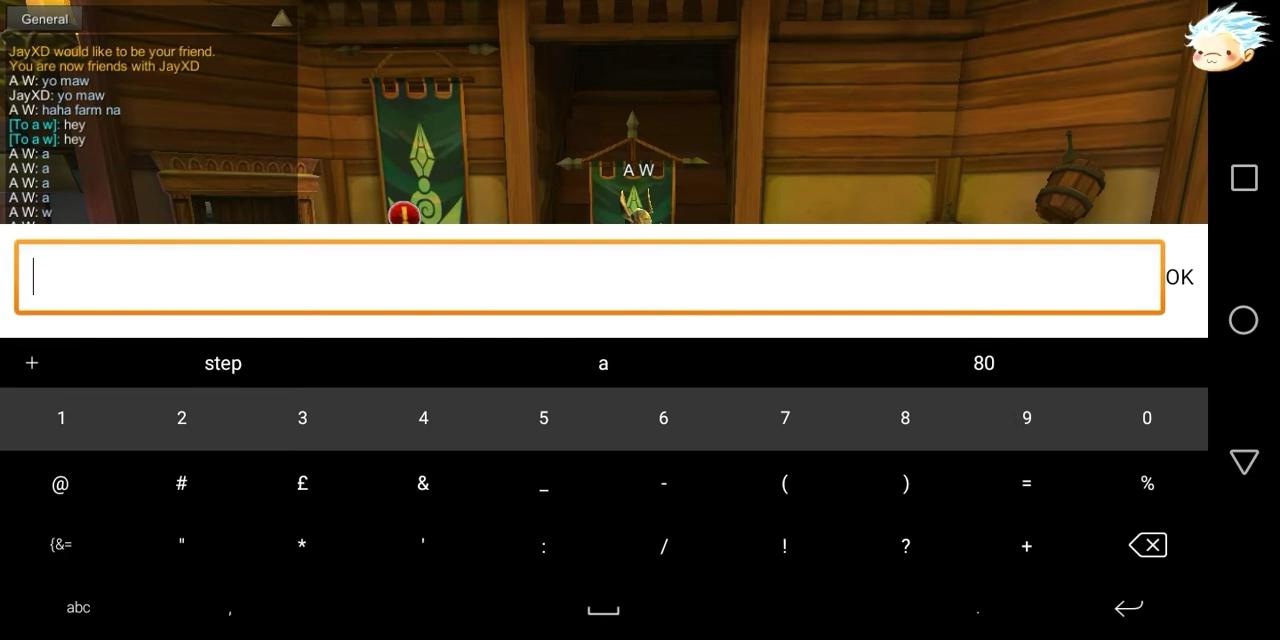 General
JayXD would like to be your friend.
You are now friends with JayXD
A W: yo maw
JayXD: yo maw
A W: haha farm na
[To a w]: hey
[To a w]: hey
A W: a
A W: a
A W: a
A W: a
A W: w
A W
OK
+ step a 80
1 2 3 4 5 6 7 8 9 0
@ # £ & _ - ( ) = %
{&= " * ' : / ! ? +
abc , .